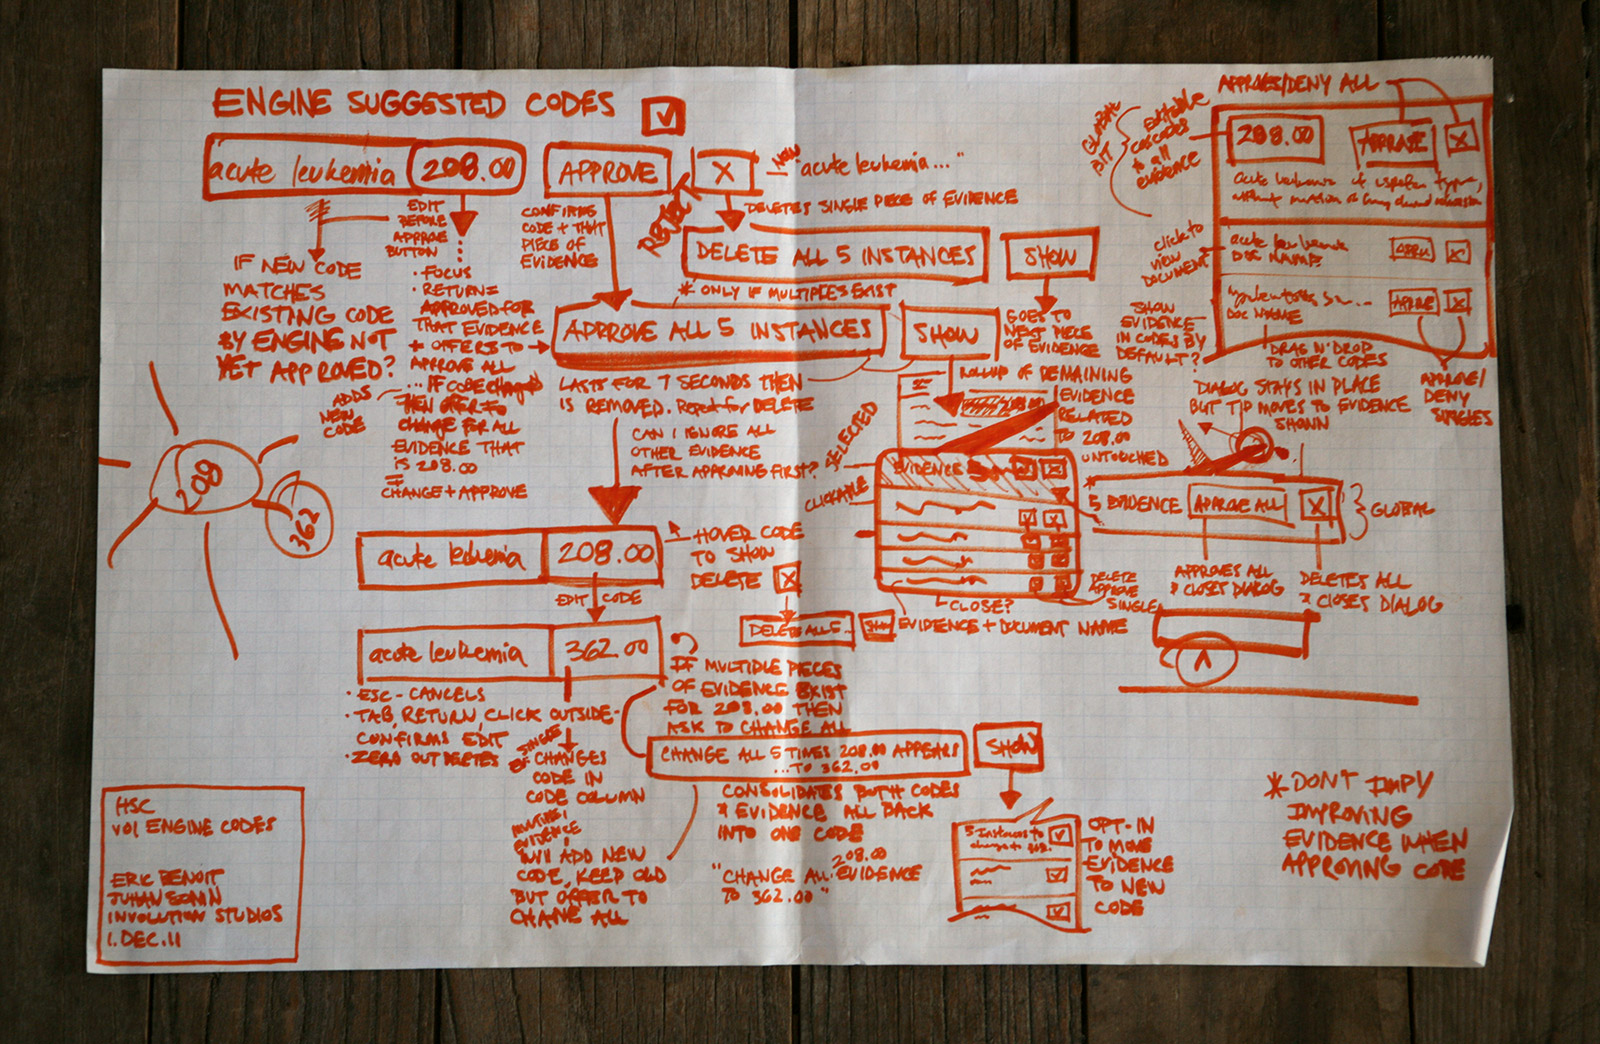 ENGINE SUGGESTED CODES
acute leukemia 208.00
APPROVE
X
NEW "acute leukemia..."
REJECT
DELETES SINGLE PIECE OF EVIDENCE
EDIT
BEFORE
APPROVE
BUTTON
CONFIRMS
CODE + THAT
PIECE OF
EVIDENCE
DELETE ALL 5 INSTANCES
SHOW
* ONLY IF MULTIPLES EXIST
IF NEW CODE
MATCHES
EXISTING CODE
BY ENGINE NOT
YET APPROVED?
ADDS
NEW
CODE
• FOCUS
• RETURN =
APPROVED FOR
THAT EVIDENCE
+ OFFERS TO
APPROVE ALL
... IF CODE CHANGED
THEN OFFER TO
CHANGE FOR ALL
EVIDENCE THAT
IS 208.00
=
CHANGE + APPROVE
APPROVE ALL 5 INSTANCES
SHOW
GOES TO
NEXT PIECE
OF EVIDENCE
LASTS FOR 7 SECONDS THEN
IS REMOVED. Repeat for DELETE
CAN I IGNORE ALL
OTHER EVIDENCE
AFTER APPROVING FIRST?
ROLLUP OF REMAINING
EVIDENCE
RELATED
TO 208.00
UNTOUCHED
SELECTED
CLICKABLE
EVIDENCE
CLOSE?
DELETE
APPROVE
SINGLE
EVIDENCE + DOCUMENT NAME
208
362
acute leukemia 208.00
HOVER CODE
TO SHOW
DELETE X
EDIT CODE
DELETE ALL 5...
SHOW
acute leukemia 362.00
• ESC - CANCELS
• TAB, RETURN, CLICK OUTSIDE -
CONFIRMS EDIT
• ZERO OUT DELETES
IF MULTIPLE PIECES
OF EVIDENCE EXIST
FOR 208.00 THEN
ASK TO CHANGE ALL
SINGLE
CHANGES
CODE IN
CODE COLUMN
MULTIPLE
EVIDENCE,
WILL ADD NEW
CODE, KEEP OLD
BUT OFFER TO
CHANGE ALL
CHANGE ALL 5 TIMES 208.00 APPEARS
... TO 362.00
SHOW
CONSOLIDATES BOTH CODES
& EVIDENCE ALL BACK
INTO ONE CODE
"CHANGE ALL 208.00 EVIDENCE
TO 362.00"
5 Instances to
change to 362.
OPT-IN
TO MOVE
EVIDENCE
TO NEW
CODE
APPROVES/DENY ALL
GLOBAL
BIT
Editable
& all
evidence
208.00
APPROVE
X
click to
view
DOCUMENT
acute leukemia
DOC NAME
X
DOC NAME
APPROVE
X
SHOW
EVIDENCE
IN CODES BY
DEFAULT?
DRAG N' DROP
TO OTHER CODES
APPROVE/
DENY
SINGLES
DIALOG STAYS IN PLACE
BUT TIP MOVES TO EVIDENCE
SHOWN
* 5 EVIDENCE
APPROVE ALL
X
GLOBAL
APPROVES ALL
& CLOSES DIALOG
DELETES ALL
& CLOSES DIALOG
* DON'T IMPY
IMPROVING
EVIDENCE WHEN
APPROVING CODE
HSC
V01 ENGINE CODES
ERIC BENOIT
JUHAN SONIN
INVOLUTION STUDIOS
1.DEC.11